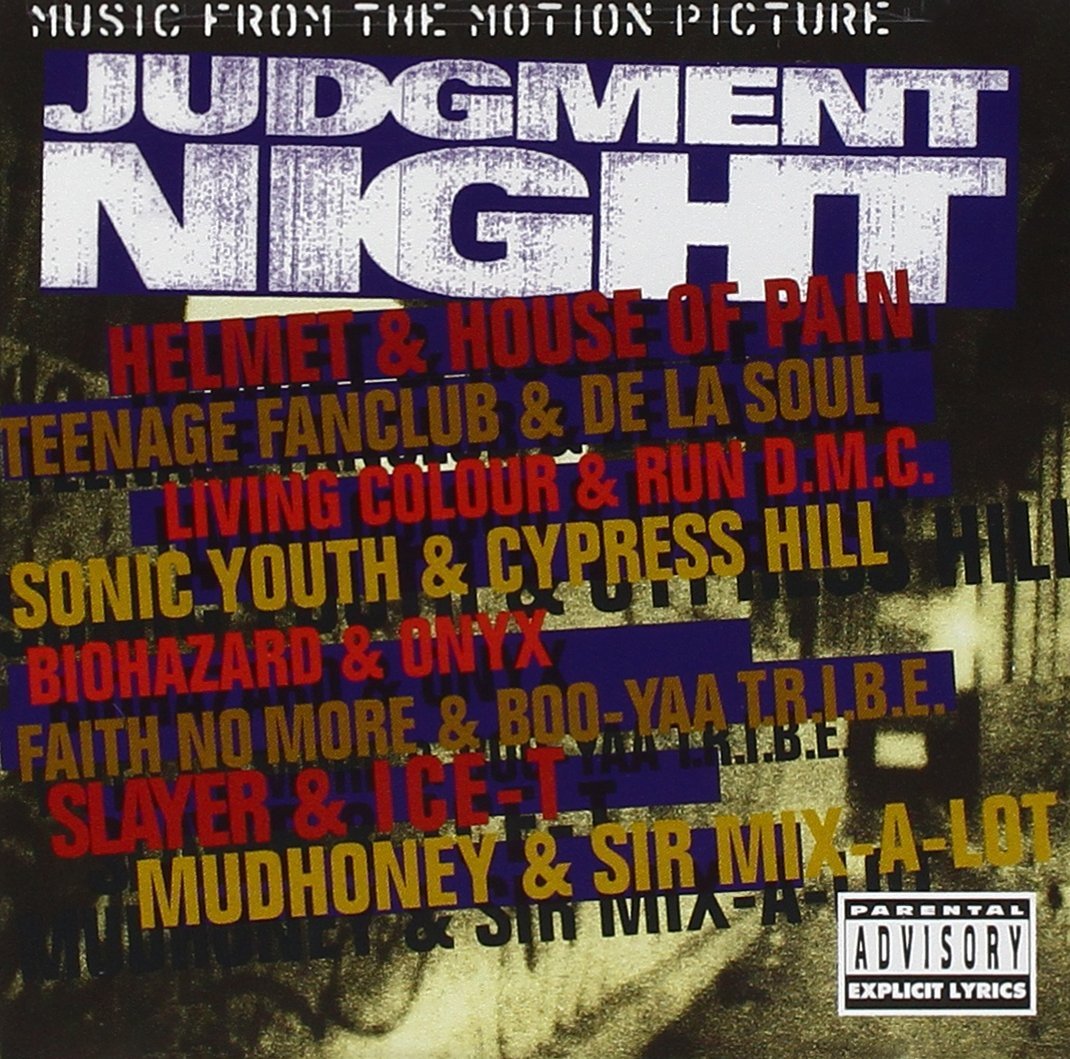 MUSIC FROM THE MOTION PICTURE
JUDGMENT
NIGHT
HELMET & HOUSE OF PAIN
TEENAGE FANCLUB & DE LA SOUL
LIVING COLOUR & RUN D.M.C.
SONIC YOUTH & CYPRESS HILL
BIOHAZARD & ONYX
FAITH NO MORE & BOO-YAA T.R.I.B.E.
SLAYER & ICE-T
MUDHONEY & SIR MIX-A-LOT
PARENTAL
ADVISORY
EXPLICIT LYRICS